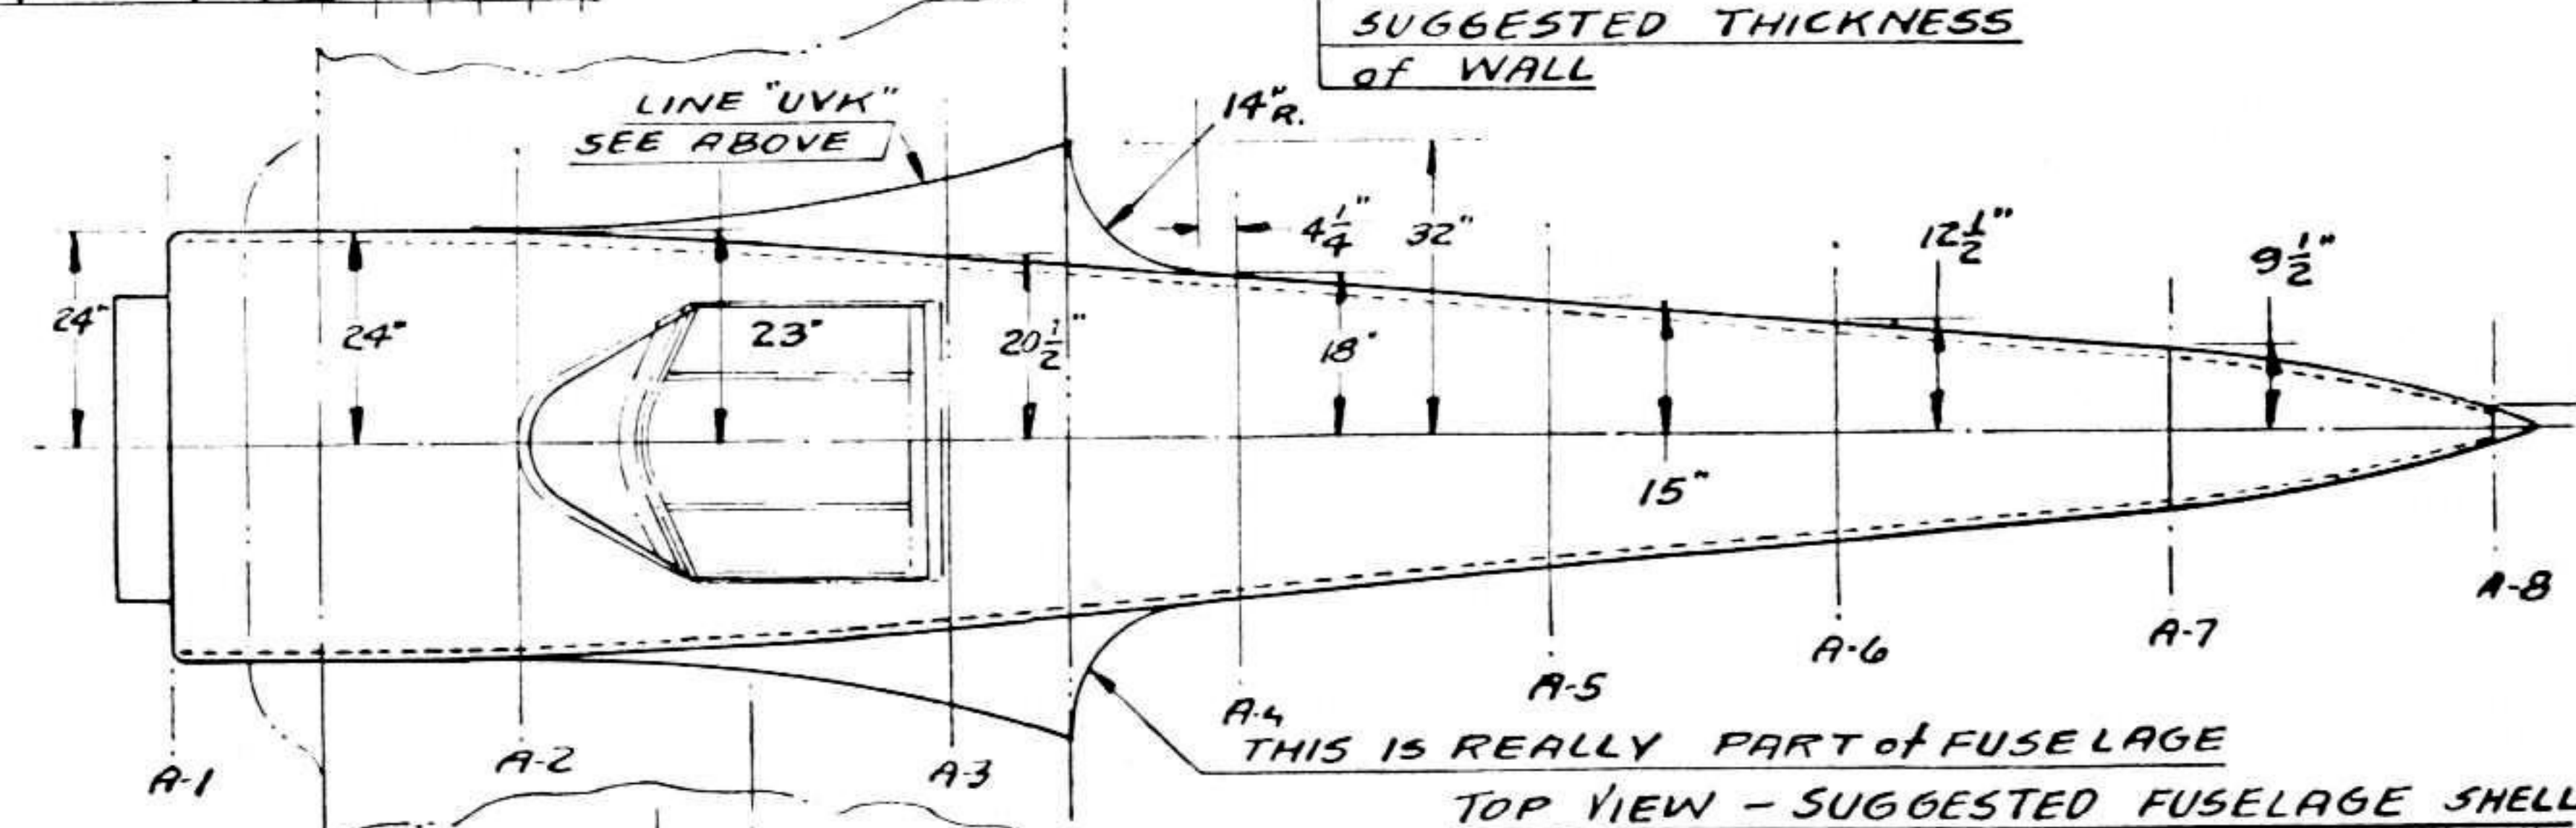 SUGGESTED THICKNESS
of WALL
LINE "UVK"
SEE ABOVE
14" R.
4 1/4"
32"
12 1/2"
9 1/2"
24"
24"
23"
20 1/2"
18"
15"
A-1
A-2
A-3
A-4
A-5
A-6
A-7
A-8
THIS IS REALLY PART of FUSELAGE
TOP VIEW - SUGGESTED FUSELAGE SHELL